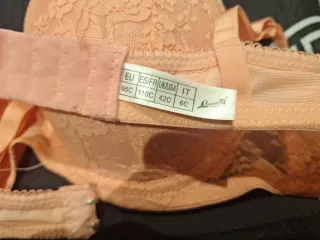 EU ES/FR UK/USA IT
95C 110C 42C 6C